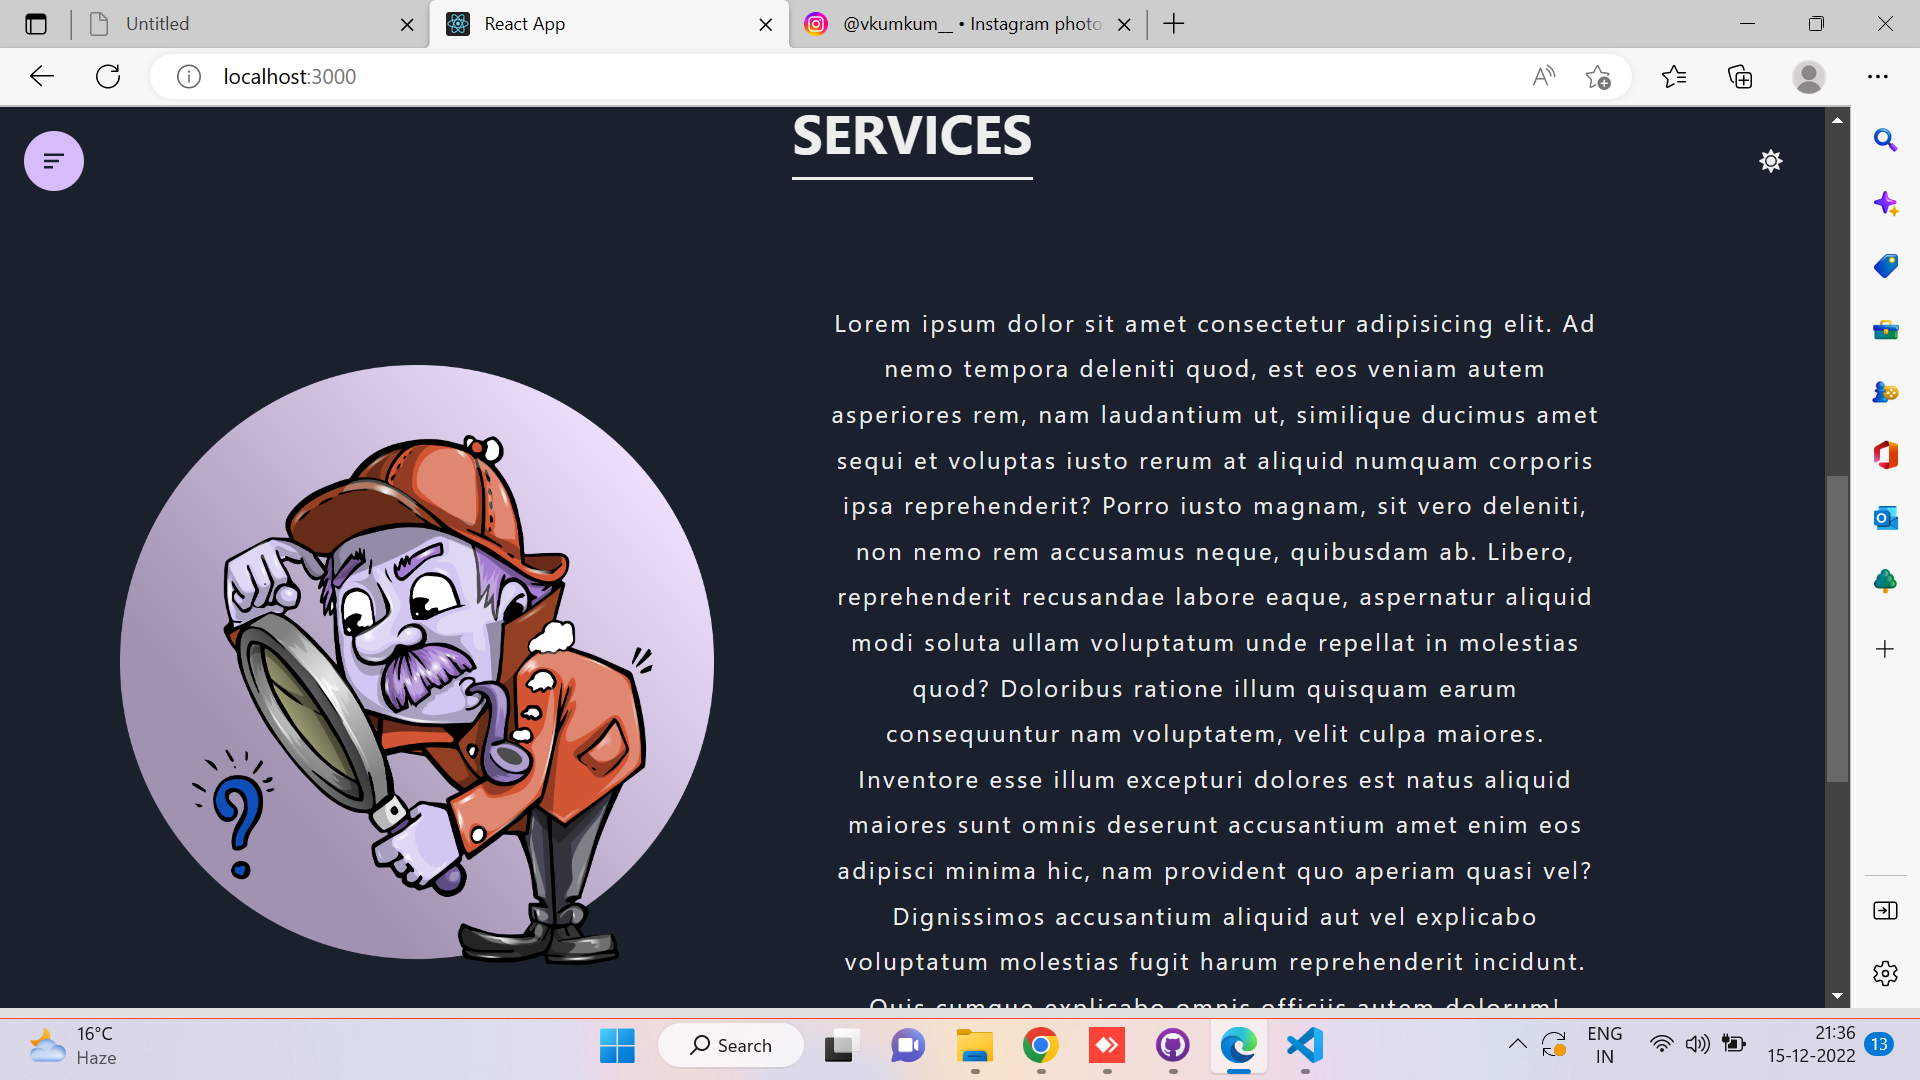 Untitled
React App
@vkumkum__ • Instagram photo
localhost:3000
SERVICES
Lorem ipsum dolor sit amet consectetur adipisicing elit. Ad
nemo tempora deleniti quod, est eos veniam autem
asperiores rem, nam laudantium ut, similique ducimus amet
sequi et voluptas iusto rerum at aliquid numquam corporis
ipsa reprehenderit? Porro iusto magnam, sit vero deleniti,
non nemo rem accusamus neque, quibusdam ab. Libero,
reprehenderit recusandae labore eaque, aspernatur aliquid
modi soluta ullam voluptatum unde repellat in molestias
quod? Doloribus ratione illum quisquam earum
consequuntur nam voluptatem, velit culpa maiores.
Inventore esse illum excepturi dolores est natus aliquid
maiores sunt omnis deserunt accusantium amet enim eos
adipisci minima hic, nam provident quo aperiam quasi vel?
Dignissimos accusantium aliquid aut vel explicabo
voluptatum molestias fugit harum reprehenderit incidunt.
Quis cumque explicabo omnis officiis autem dolorum!
?
16°C
Haze
Search
ENG
IN
21:36
15-12-2022
13